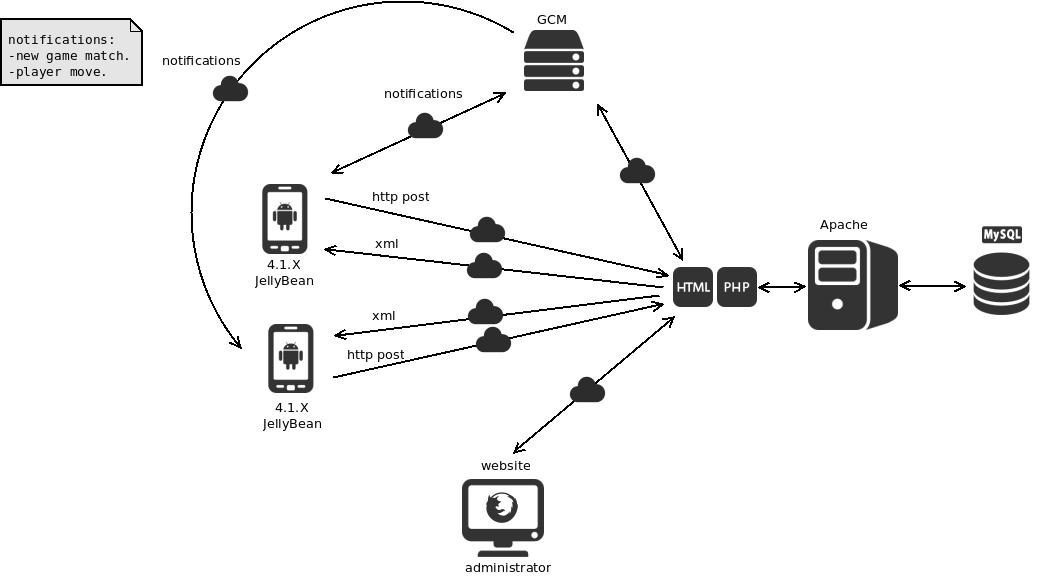 GCM
notifications:
-new game match.
-player move.
notifications
notifications
http post
xml
4.1.X
JellyBean
Apache
MySQL
HTML
PHP
xml
http post
4.1.X
JellyBean
website
administrator